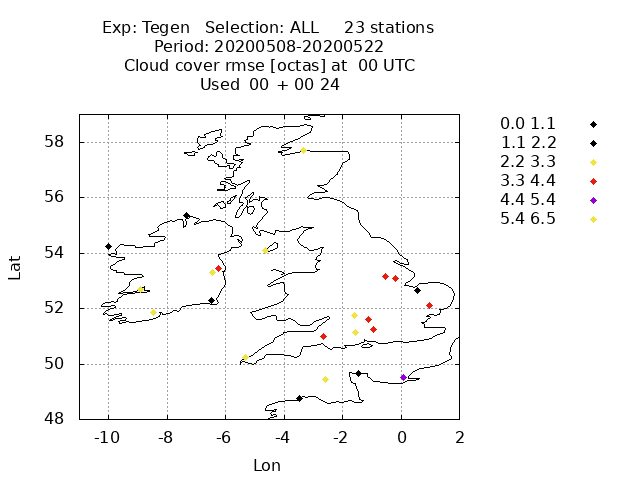 Exp: Tegen   Selection: ALL     23 stations
Period: 20200508-20200522
Cloud cover rmse [octas] at  00 UTC
Used  00 + 00 24
0.0 1.1
1.1 2.2
2.2 3.3
3.3 4.4
4.4 5.4
5.4 6.5
58
56
54
52
50
48
Lat
-10 -8 -6 -4 -2 0 2
Lon